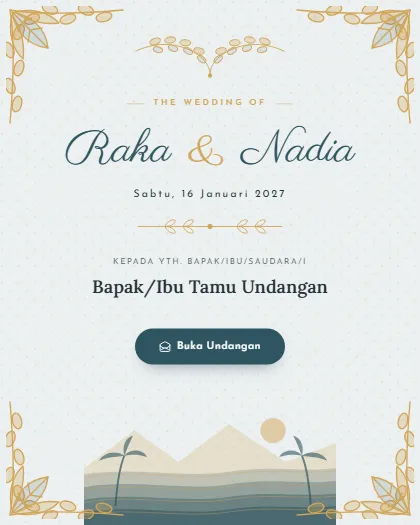 THE WEDDING OF
Raka & Nadia
Sabtu, 16 Januari 2027
KEPADA YTH. BAPAK/IBU/SAUDARA/I
Bapak/Ibu Tamu Undangan
Buka Undangan